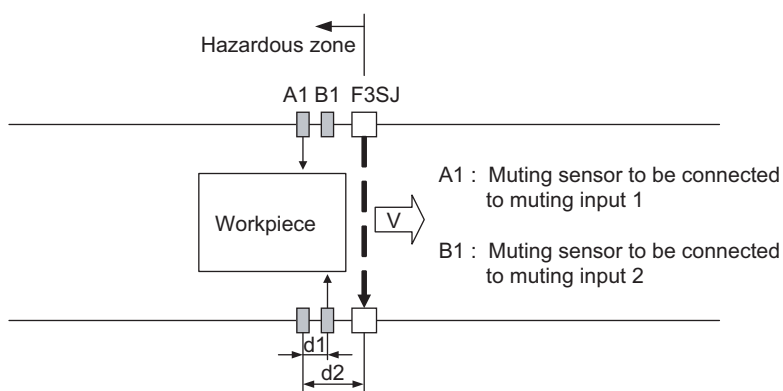 Hazardous zone
A1 B1 F3SJ
A1 : Muting sensor to be connected
to muting input 1
Workpiece
V
B1 : Muting sensor to be connected
to muting input 2
d1
d2